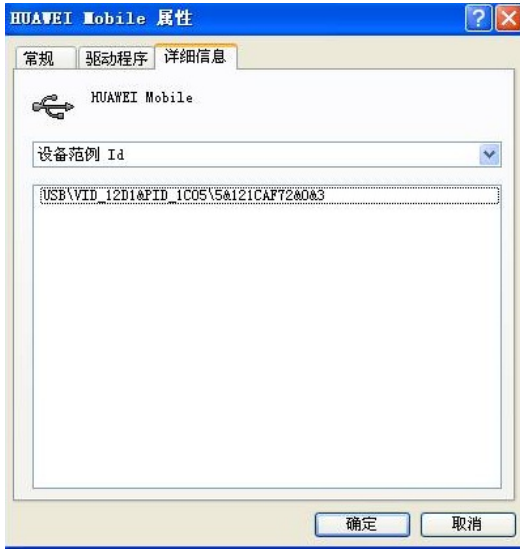 HUAWEI Mobile 属性
常规 驱动程序 详细信息
HUAWEI Mobile
设备范例 Id
USB\VID_12D1&PID_1C05\5&121CAF72&0&3
确定 取消